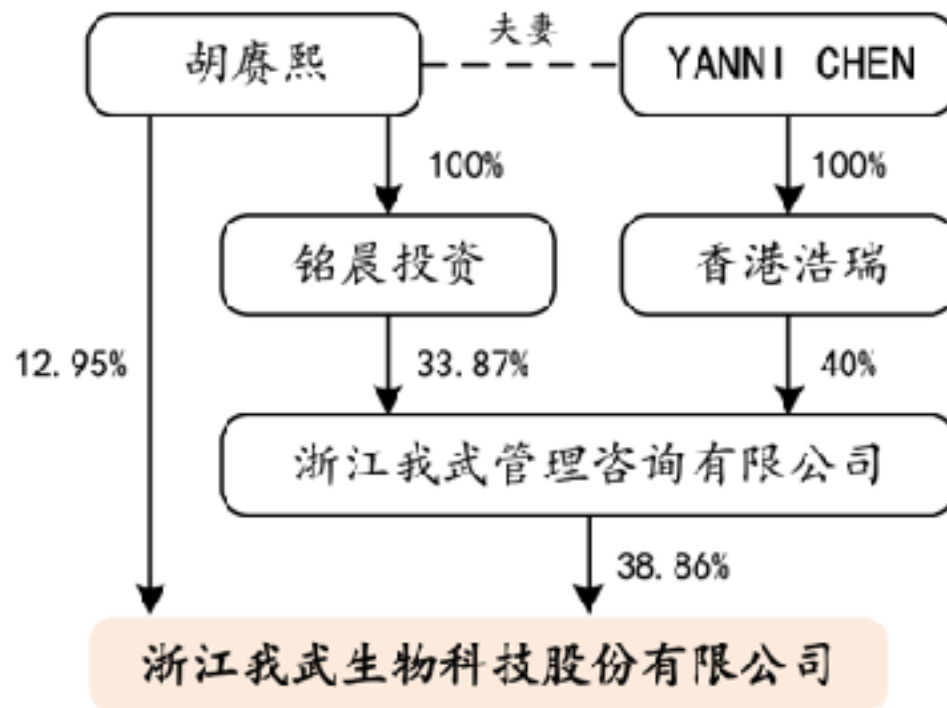 夫妻
胡赓熙
YANNI CHEN
100%
100%
铭晨投资
香港浩瑞
12.95%
33.87%
40%
浙江我武管理咨询有限公司
38.86%
浙江我武生物科技股份有限公司